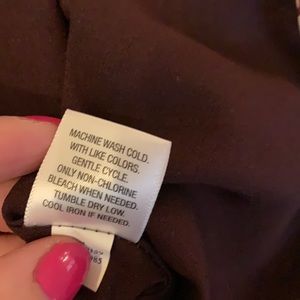 MACHINE WASH COLD.
WITH LIKE COLORS.
GENTLE CYCLE.
ONLY NON-CHLORINE
BLEACH WHEN NEEDED.
TUMBLE DRY LOW.
COOL IRON IF NEEDED.